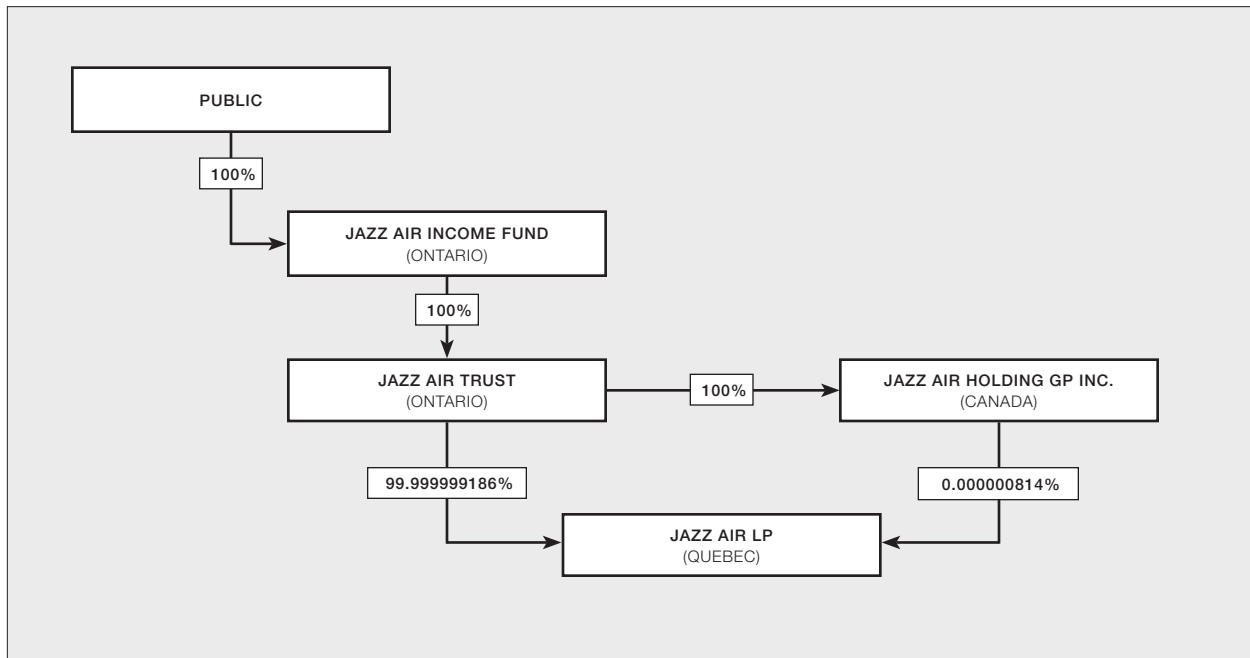 PUBLIC
100%
JAZZ AIR INCOME FUND
(ONTARIO)
100%
JAZZ AIR TRUST
(ONTARIO)
100%
JAZZ AIR HOLDING GP INC.
(CANADA)
99.999999186%
0.000000814%
JAZZ AIR LP
(QUEBEC)